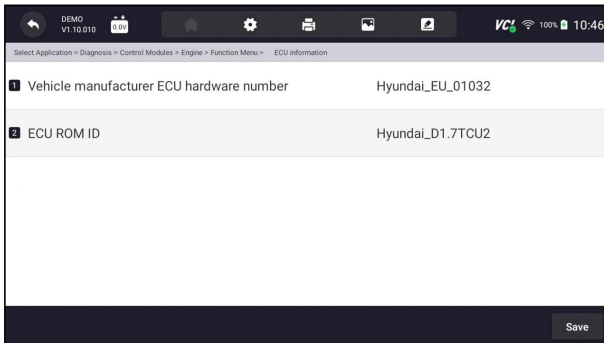 DEMO
V1.10.010
0.0V
VCI 100% 10:46
Select Application > Diagnosis > Control Modules > Engine > Function Menu > ECU information
1 Vehicle manufacturer ECU hardware number Hyundai_EU_01032
2 ECU ROM ID Hyundai_D1.7TCU2
Save